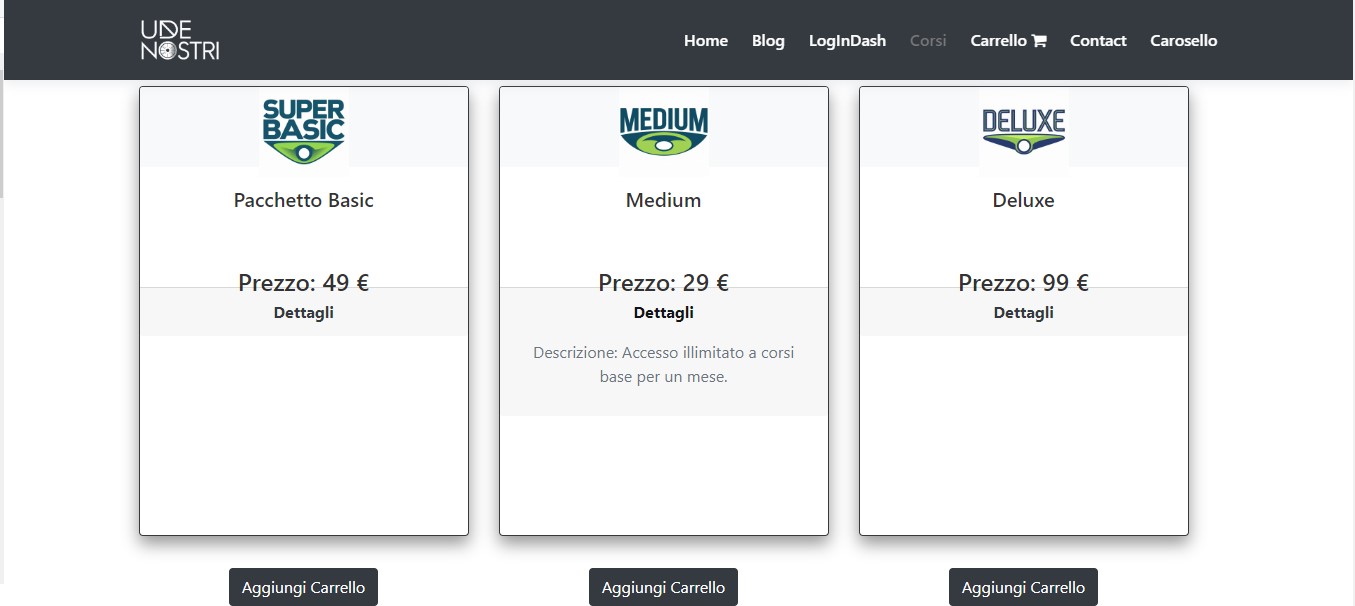 UDE
NOSTRI
Home Blog LogInDash Corsi Carrello Contact Carosello
SUPER
BASIC
Pacchetto Basic
Prezzo: 49 €
Dettagli
Aggiungi Carrello
MEDIUM
Medium
Prezzo: 29 €
Dettagli
Descrizione: Accesso illimitato a corsi
base per un mese.
Aggiungi Carrello
DELUXE
Deluxe
Prezzo: 99 €
Dettagli
Aggiungi Carrello